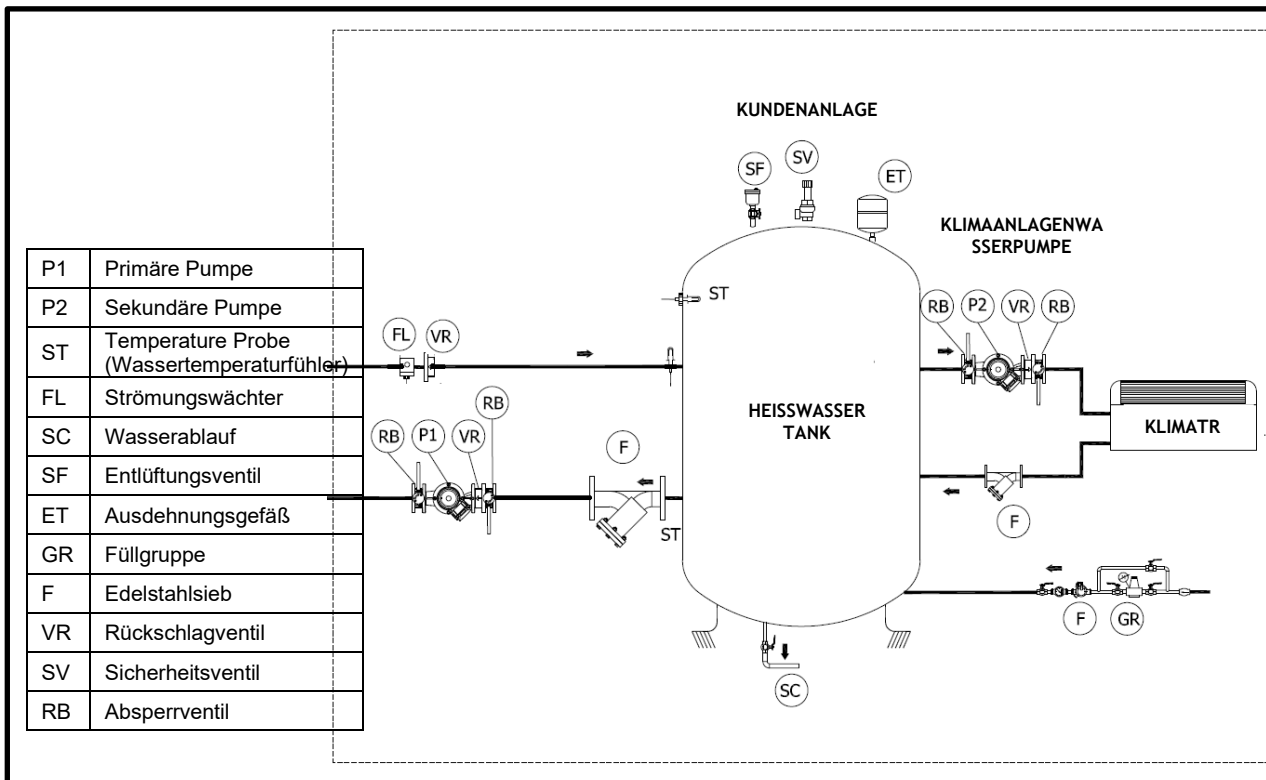 KUNDENANLAGE
SF
SV
ET
KLIMAANLAGENWA
SSERPUMPE
P1 Primäre Pumpe
P2 Sekundäre Pumpe
ST Temperature Probe
(Wassertemperaturfühler)
FL Strömungswächter
SC Wasserablauf
SF Entlüftungsventil
ET Ausdehnungsgefäß
GR Füllgruppe
F Edelstahlsieb
VR Rückschlagventil
SV Sicherheitsventil
RB Absperrventil
ST
RB P2 VR RB
FL VR
RB
HEISSWASSER
TANK
KLIMATR
RB P1 VR
F
ST
F
F GR
SC